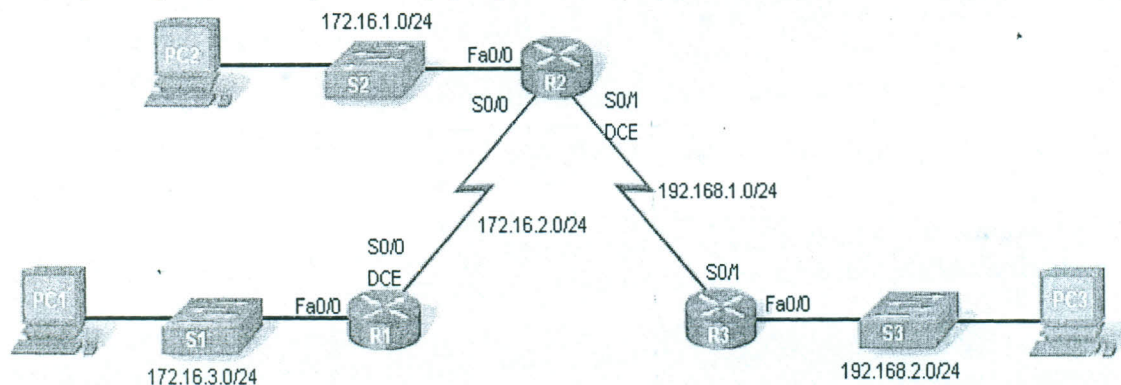 172.16.1.0/24
PC2
S2
Fa0/0
R2
S0/0
S0/1
DCE
192.168.1.0/24
172.16.2.0/24
S0/0
DCE
S0/1
PC1
S1
Fa0/0
R1
R3
Fa0/0
S3
PC3
172.16.3.0/24
192.168.2.0/24